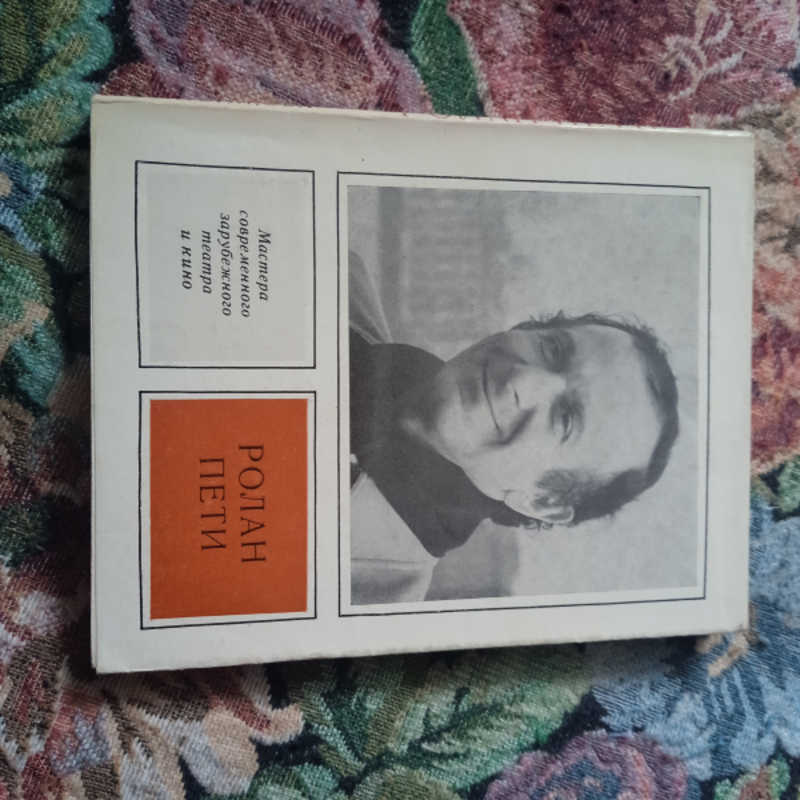 Мастера
современного
зарубежного
театра
и кино
РОЛАН
ПЕТИ